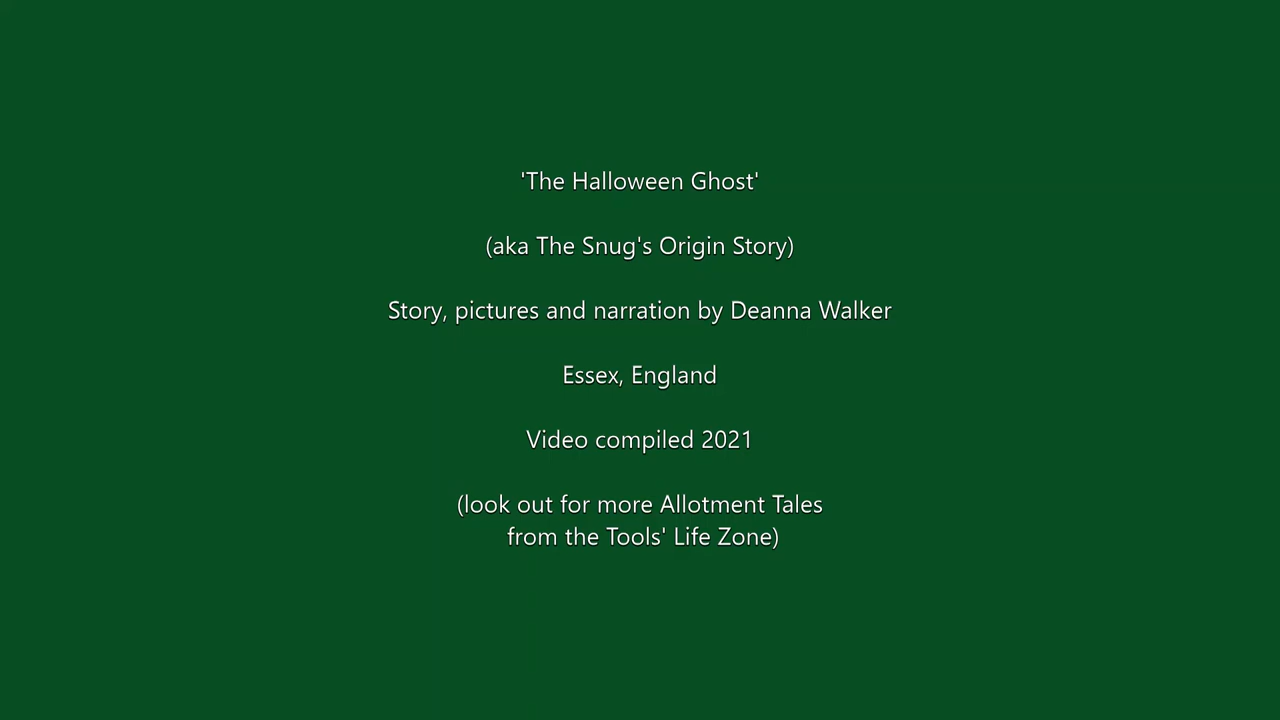 'The Halloween Ghost'
(aka The Snug's Origin Story)
Story, pictures and narration by Deanna Walker
Essex, England
Video compiled 2021
(look out for more Allotment Tales
from the Tools' Life Zone)